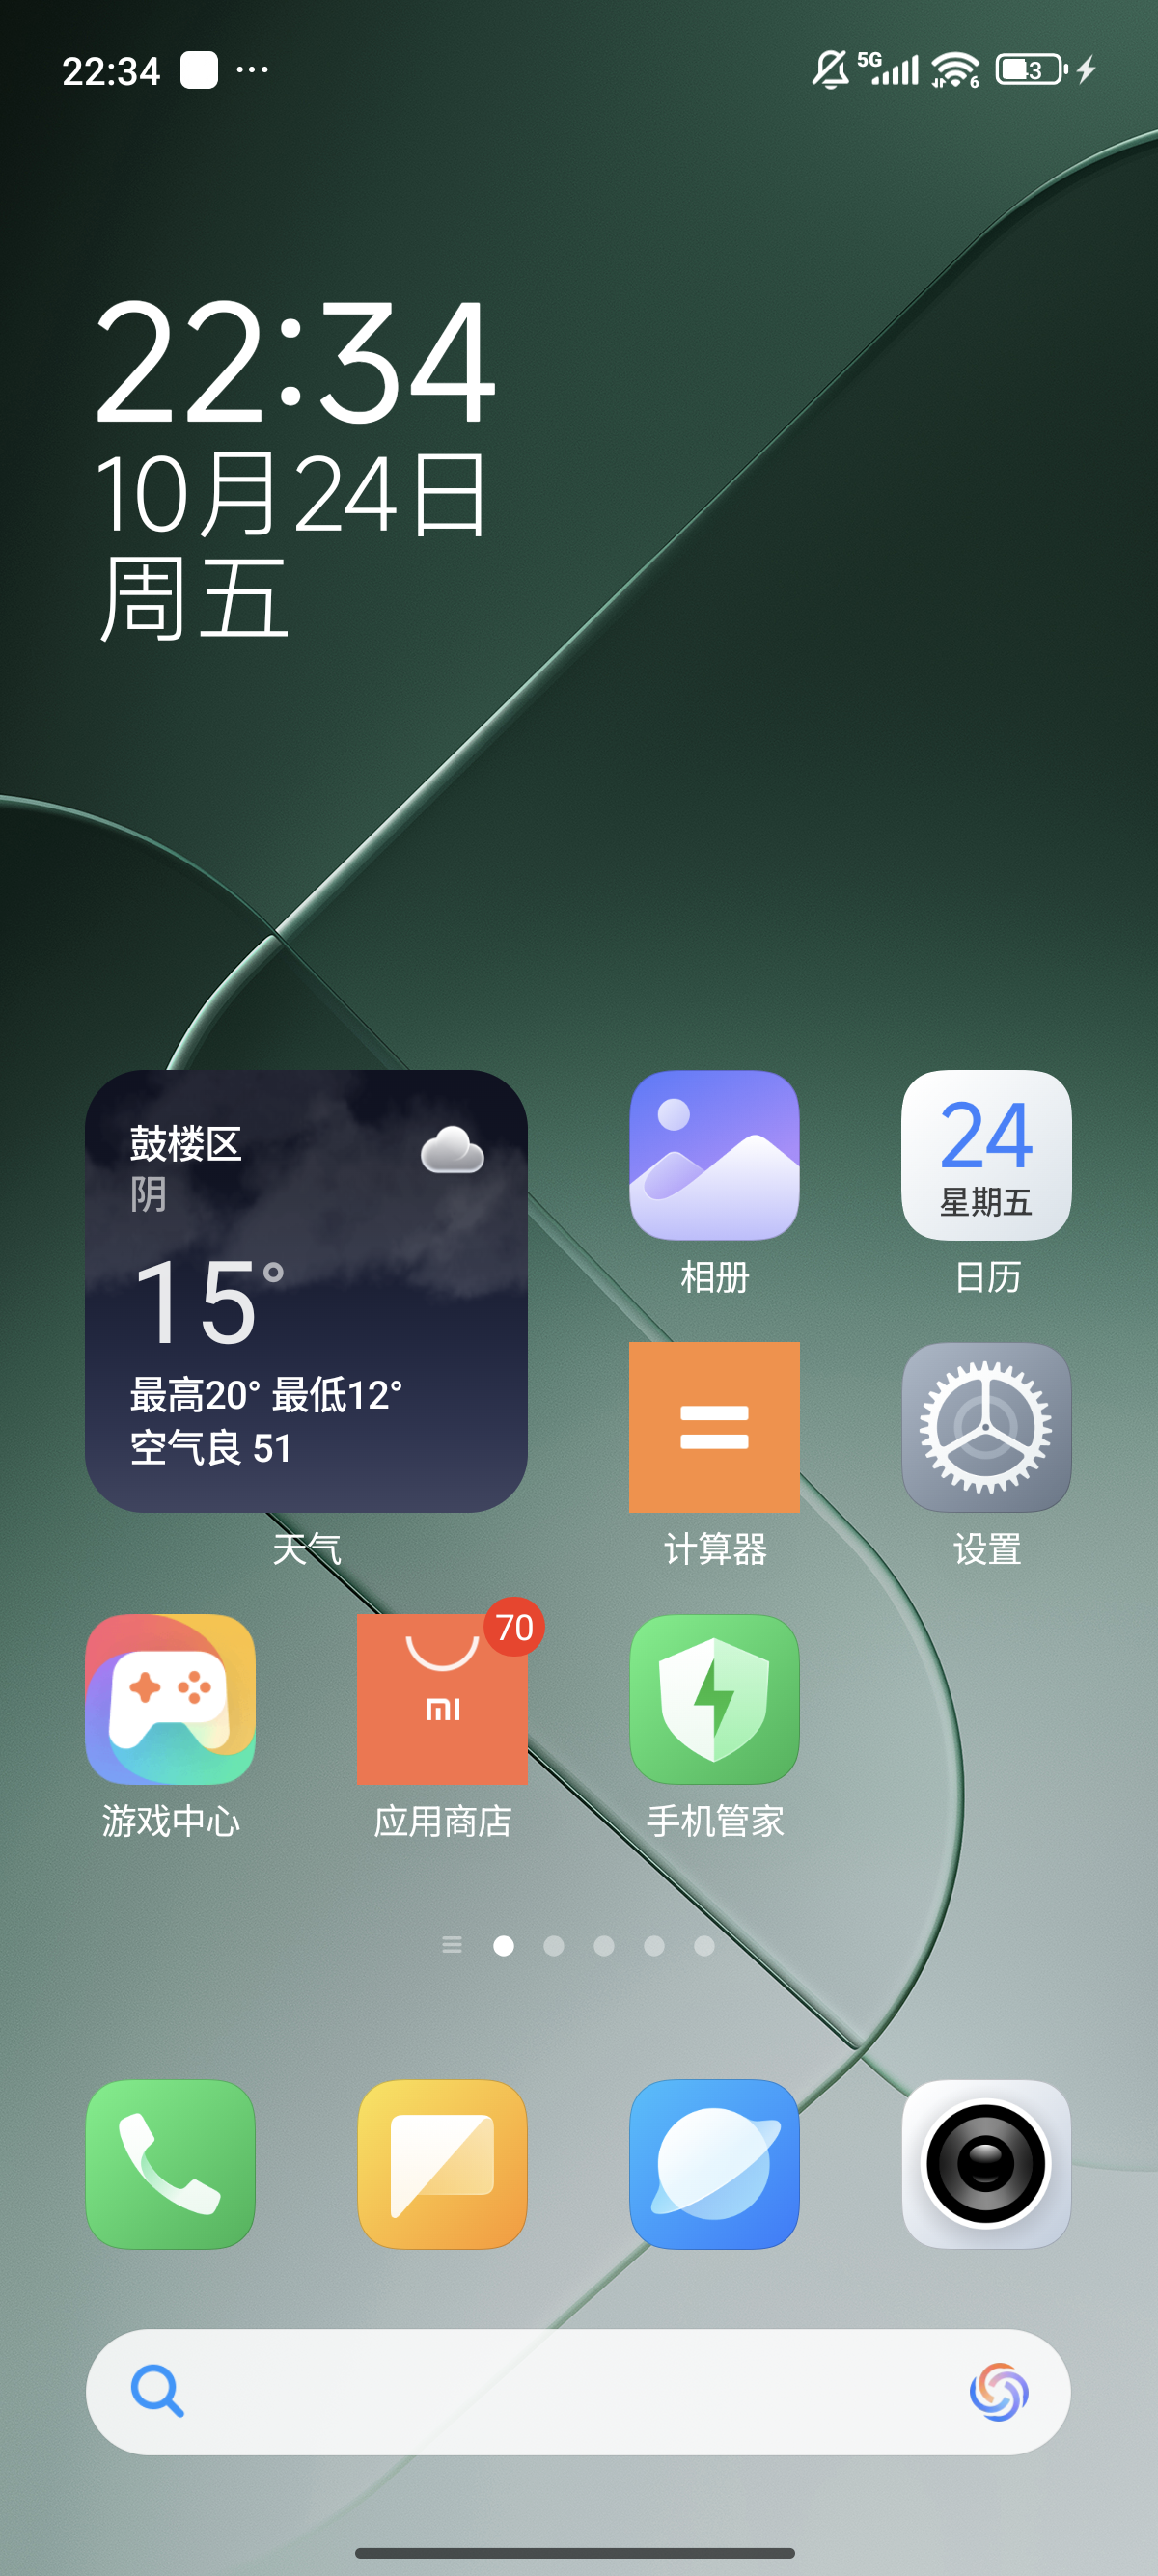 22:34
5G
6
22:34
10月24日
周五
鼓楼区
阴
15°
最高20° 最低12°
空气良 51
天气
相册
24
星期五
日历
计算器
设置
游戏中心
70
mi
应用商店
手机管家